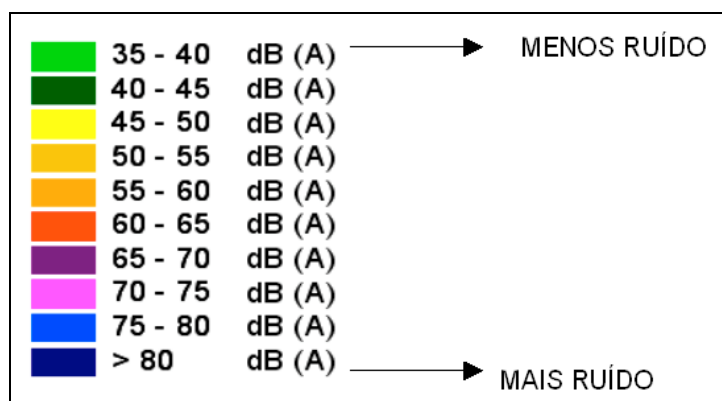 35 - 40 dB (A) MENOS RUÍDO
40 - 45 dB (A)
45 - 50 dB (A)
50 - 55 dB (A)
55 - 60 dB (A)
60 - 65 dB (A)
65 - 70 dB (A)
70 - 75 dB (A)
75 - 80 dB (A)
> 80 dB (A) MAIS RUÍDO